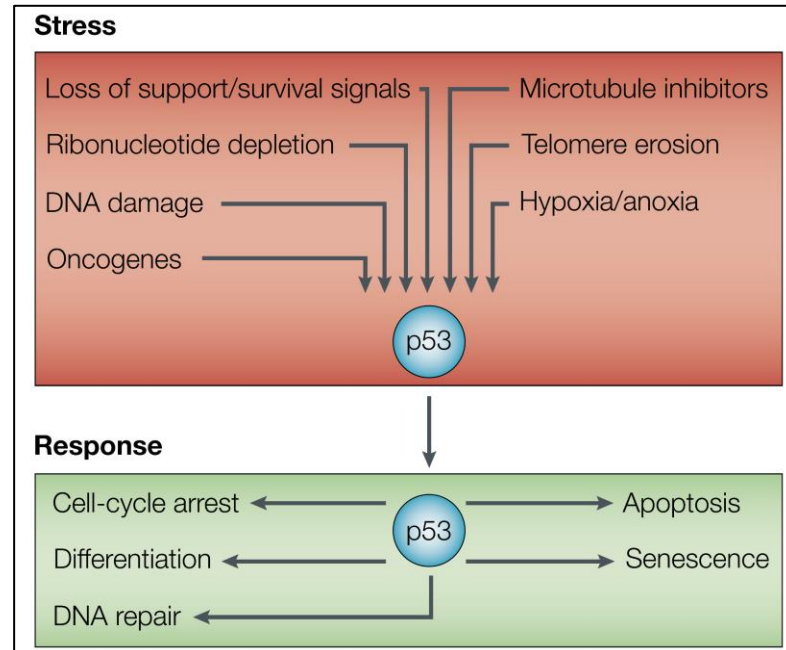 Stress
Loss of support/survival signals
Microtubule inhibitors
Ribonucleotide depletion
Telomere erosion
DNA damage
Hypoxia/anoxia
Oncogenes
p53
Response
Cell-cycle arrest
p53
Apoptosis
Differentiation
Senescence
DNA repair